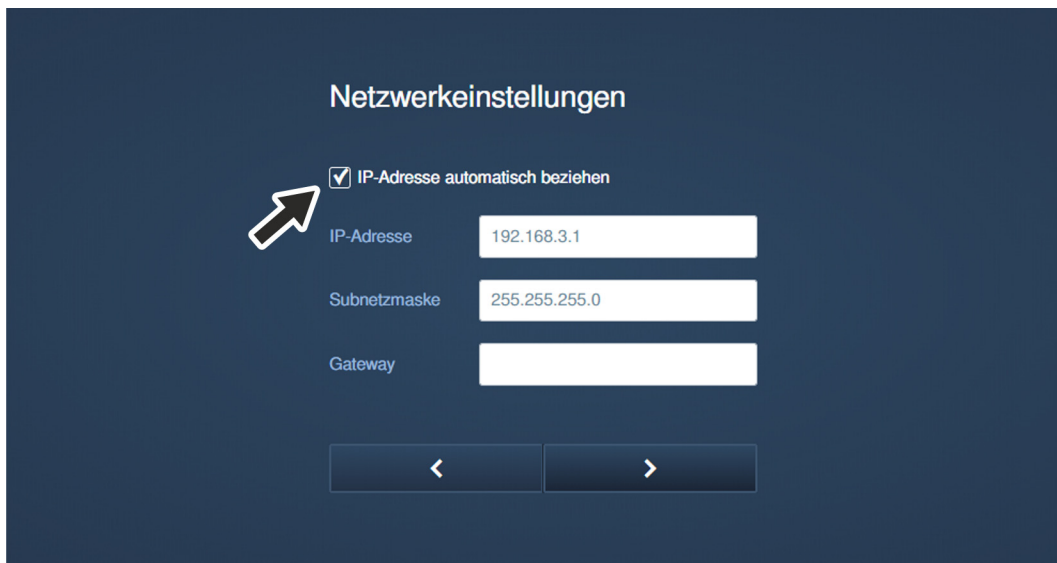 Netzwerkeinstellungen
IP-Adresse automatisch beziehen
IP-Adresse 192.168.3.1
Subnetzmaske 255.255.255.0
Gateway